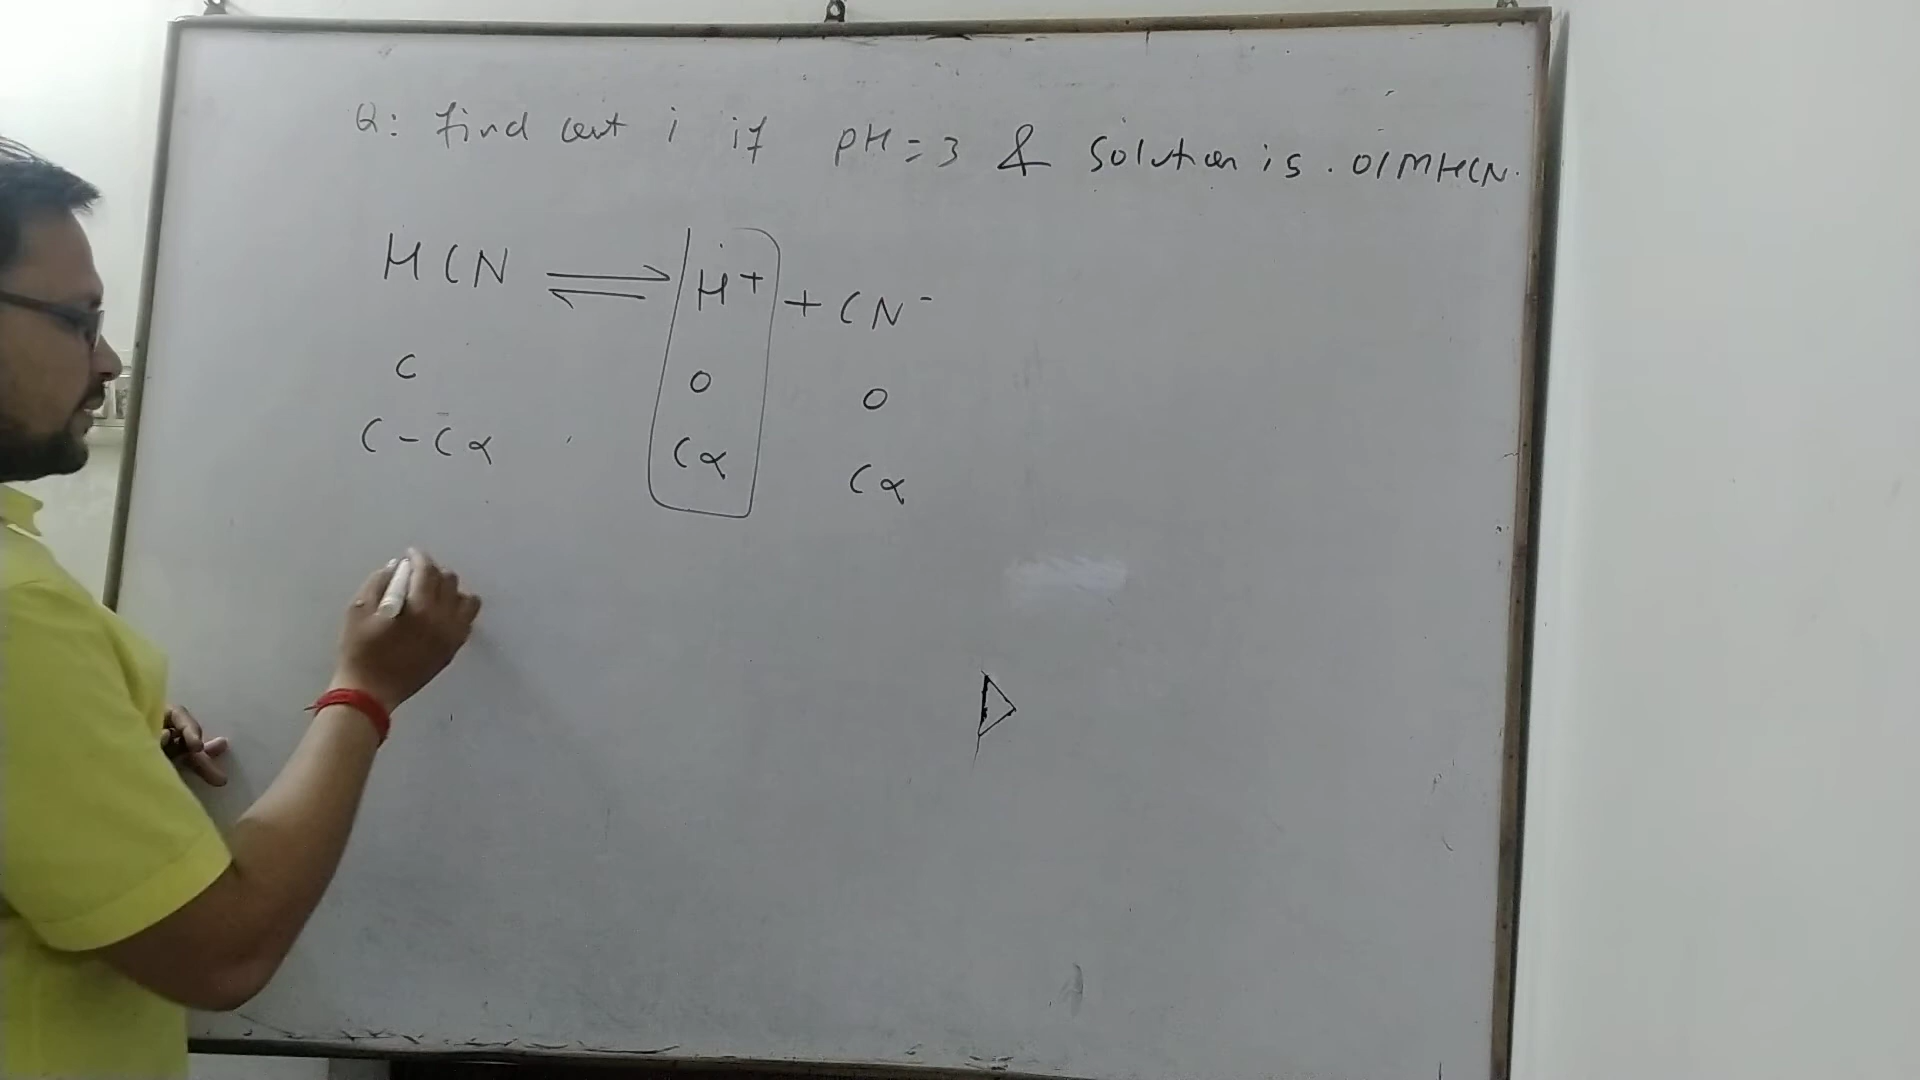 Q: find out i if pH = 3 & solution is .01M HCN.
HCN ⇌ H+ + CN-
C 0 0
C-Cα Cα Cα